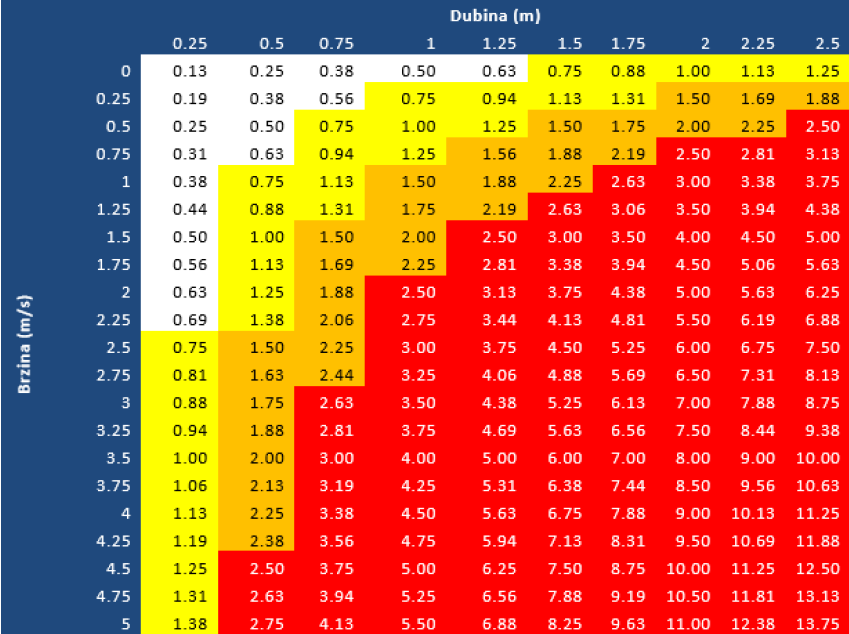 Dubina (m)
0.25 0.5 0.75 1 1.25 1.5 1.75 2 2.25 2.5
0 0.13 0.25 0.38 0.50 0.63 0.75 0.88 1.00 1.13 1.25
0.25 0.19 0.38 0.56 0.75 0.94 1.13 1.31 1.50 1.69 1.88
0.5 0.25 0.50 0.75 1.00 1.25 1.50 1.75 2.00 2.25 2.50
0.75 0.31 0.63 0.94 1.25 1.56 1.88 2.19 2.50 2.81 3.13
1 0.38 0.75 1.13 1.50 1.88 2.25 2.63 3.00 3.38 3.75
1.25 0.44 0.88 1.31 1.75 2.19 2.63 3.06 3.50 3.94 4.38
1.5 0.50 1.00 1.50 2.00 2.50 3.00 3.50 4.00 4.50 5.00
1.75 0.56 1.13 1.69 2.25 2.81 3.38 3.94 4.50 5.06 5.63
2 0.63 1.25 1.88 2.50 3.13 3.75 4.38 5.00 5.63 6.25
2.25 0.69 1.38 2.06 2.75 3.44 4.13 4.81 5.50 6.19 6.88
Brzina (m/s)
2.5 0.75 1.50 2.25 3.00 3.75 4.50 5.25 6.00 6.75 7.50
2.75 0.81 1.63 2.44 3.25 4.06 4.88 5.69 6.50 7.31 8.13
3 0.88 1.75 2.63 3.50 4.38 5.25 6.13 7.00 7.88 8.75
3.25 0.94 1.88 2.81 3.75 4.69 5.63 6.56 7.50 8.44 9.38
3.5 1.00 2.00 3.00 4.00 5.00 6.00 7.00 8.00 9.00 10.00
3.75 1.06 2.13 3.19 4.25 5.31 6.38 7.44 8.50 9.56 10.63
4 1.13 2.25 3.38 4.50 5.63 6.75 7.88 9.00 10.13 11.25
4.25 1.19 2.38 3.56 4.75 5.94 7.13 8.31 9.50 10.69 11.88
4.5 1.25 2.50 3.75 5.00 6.25 7.50 8.75 10.00 11.25 12.50
4.75 1.31 2.63 3.94 5.25 6.56 7.88 9.19 10.50 11.81 13.13
5 1.38 2.75 4.13 5.50 6.88 8.25 9.63 11.00 12.38 13.75